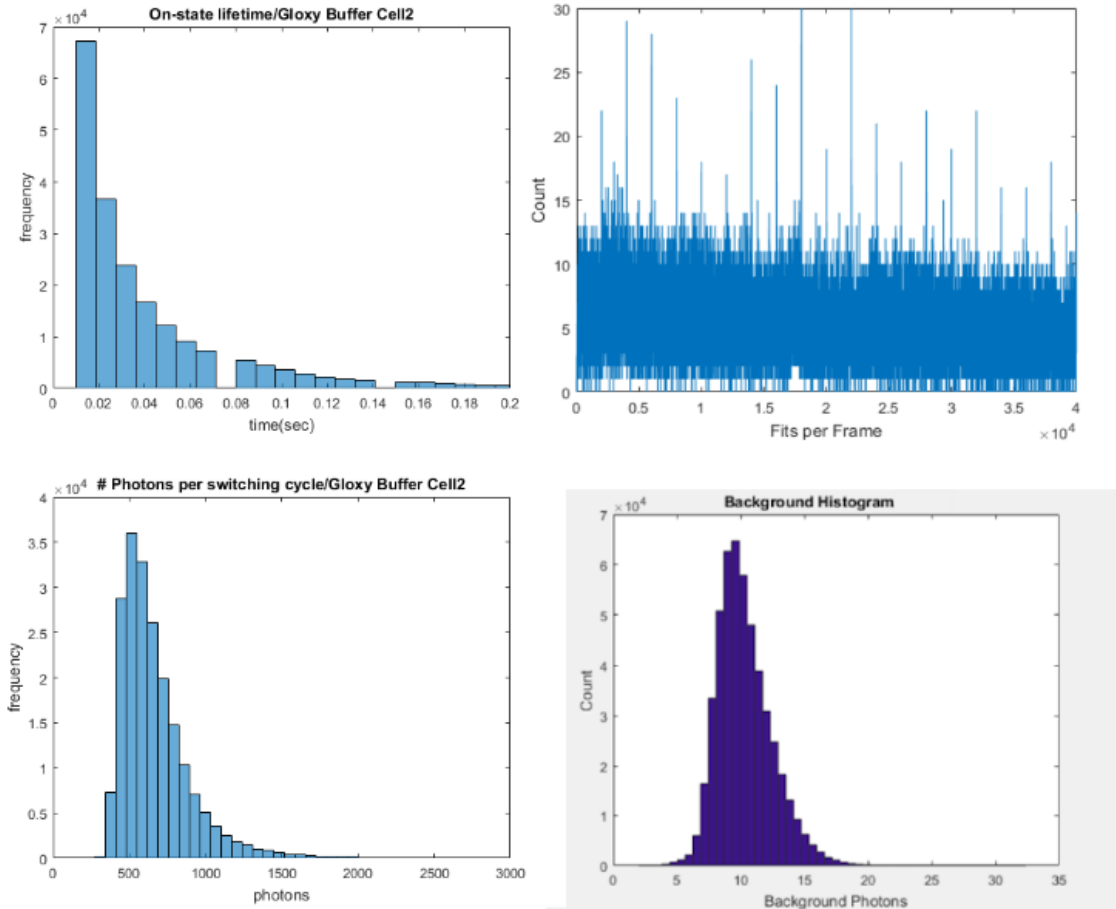 On-state lifetime/Gloxy Buffer Cell2
×10⁴
7
6
5
4
3
2
1
0
frequency
0 0.02 0.04 0.06 0.08 0.1 0.12 0.14 0.16 0.18 0.2
time(sec)
30
25
20
15
10
5
0
Count
0 0.5 1 1.5 2 2.5 3 3.5 4
×10⁴
Fits per Frame
# Photons per switching cycle/Gloxy Buffer Cell2
×10⁴
4
3.5
3
2.5
2
1.5
1
0.5
0
frequency
0 500 1000 1500 2000 2500 3000
photons
Background Histogram
×10⁴
7
6
5
4
3
2
1
0
Count
0 5 10 15 20 25 30 35
Background Photons